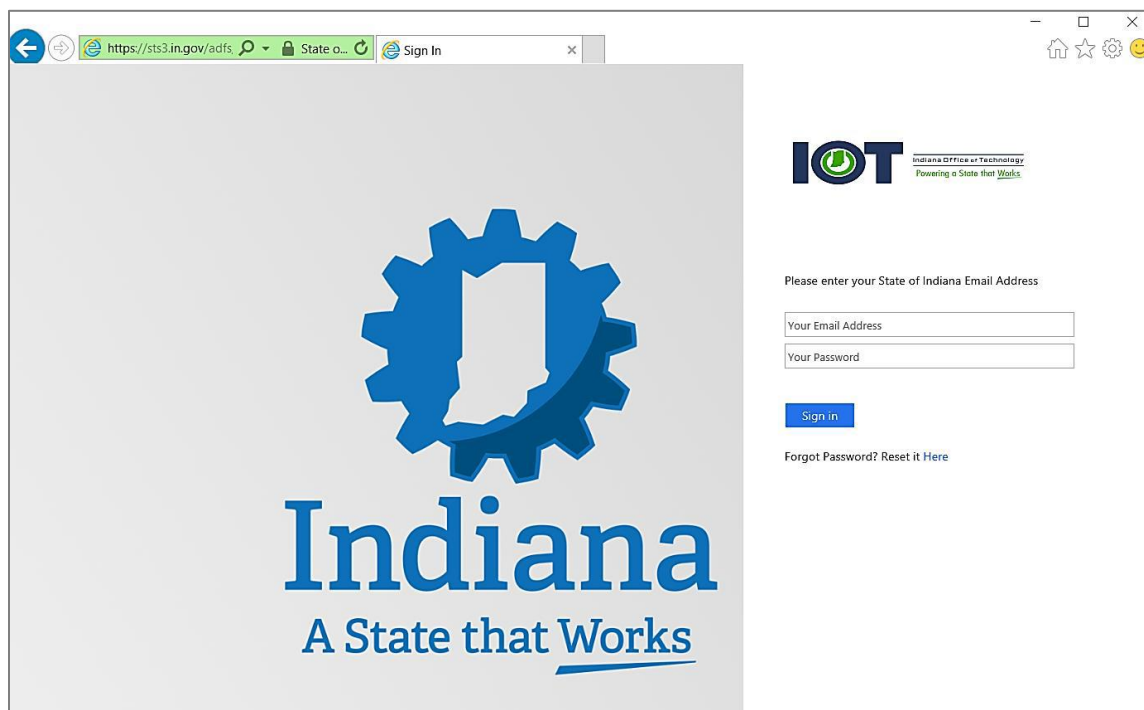 https://sts3.in.gov/adfs
State o...
Sign In
IOT
Indiana Office of Technology
Powering a State that Works
Please enter your State of Indiana Email Address
Your Email Address
Your Password
Sign in
Forgot Password? Reset it Here
Indiana
A State that Works